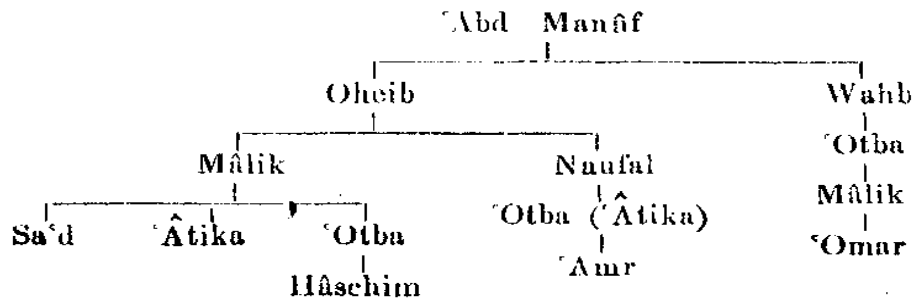 ʿAbd Manâf
Oheib Wahb
ʿOtba
Mâlik Naufal
Mâlik
ʿOtba (ʿÂtika)
Saʿd ʿÂtika ʿOtba ʿOmar
ʿAmr
Hâschim